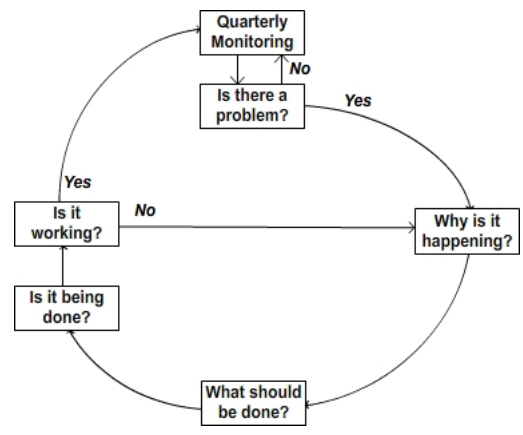 Quarterly
Monitoring
No
Is there a
problem?
Yes
Yes
Is it
working?
No
Why is it
happening?
Is it being
done?
What should
be done?